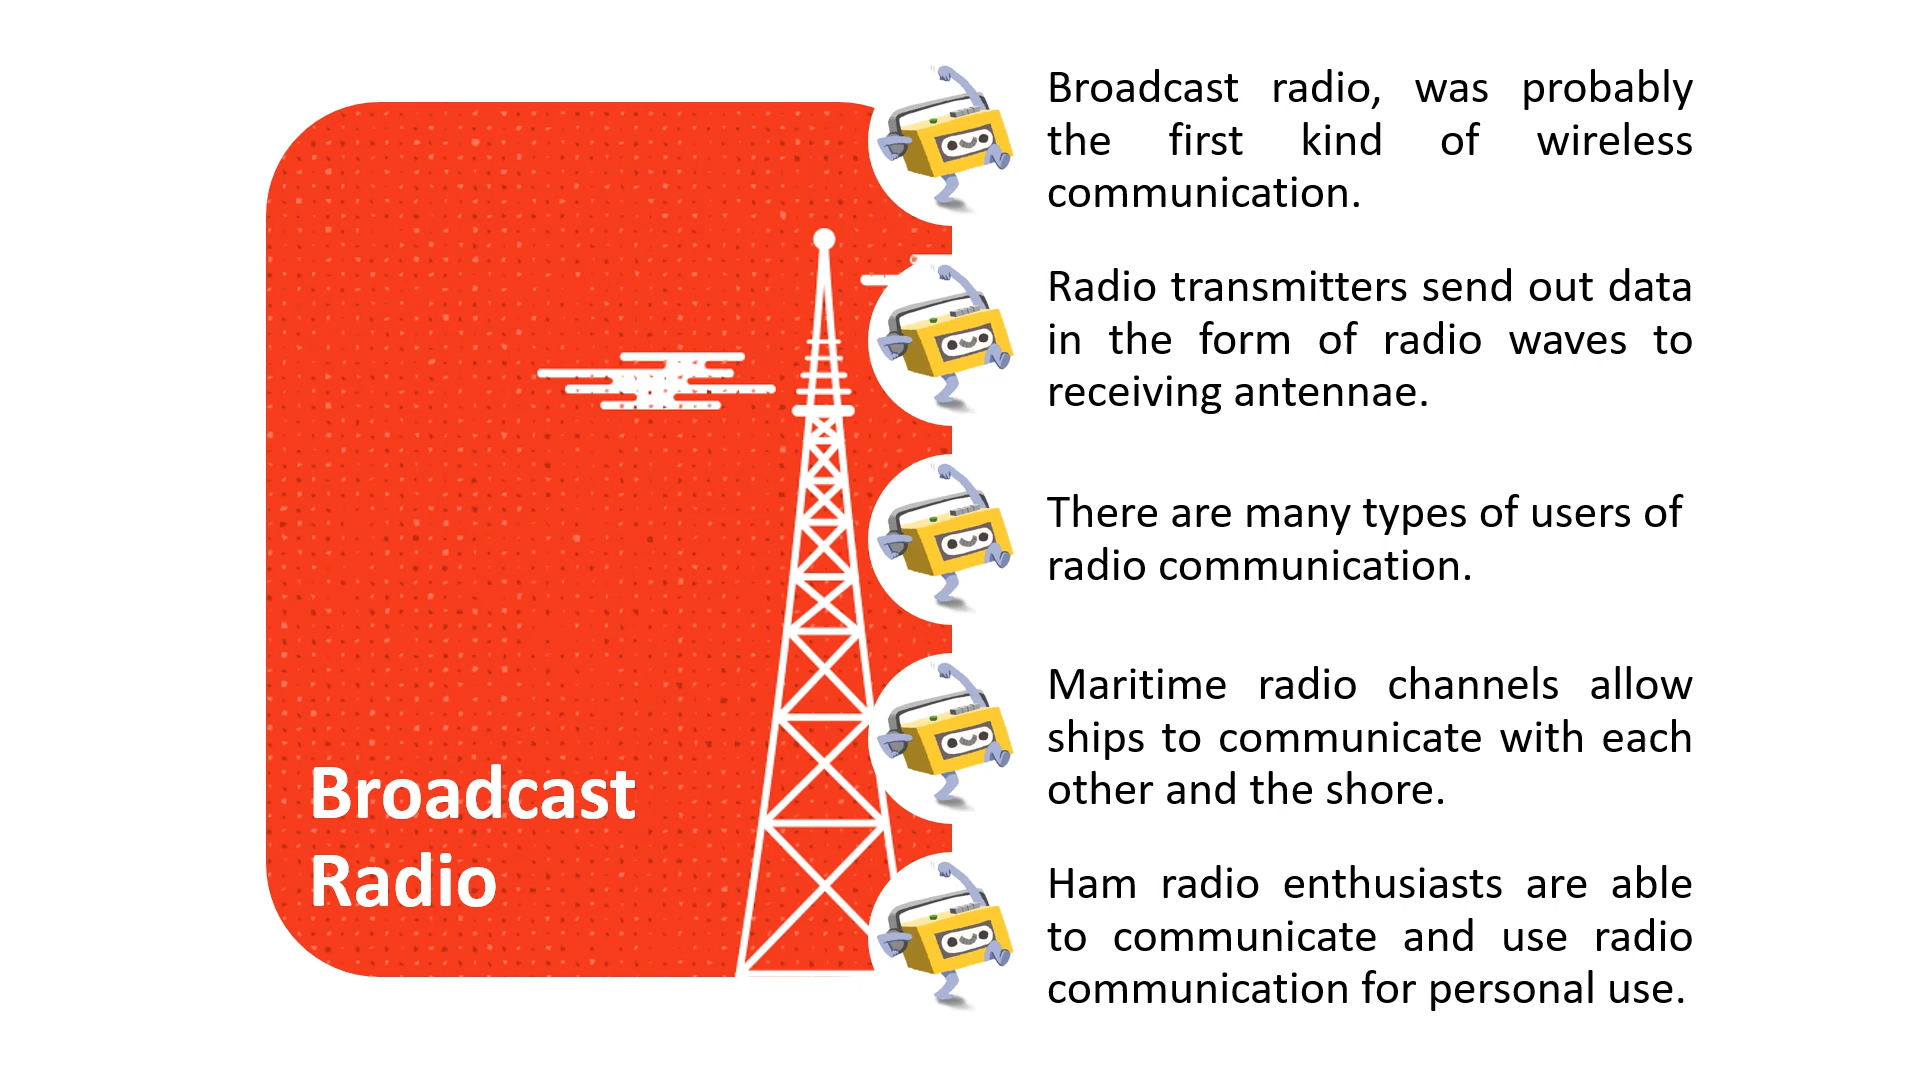 Broadcast
Radio
Broadcast radio, was probably
the first kind of wireless
communication.
Radio transmitters send out data
in the form of radio waves to
receiving antennae.
There are many types of users of
radio communication.
Maritime radio channels allow
ships to communicate with each
other and the shore.
Ham radio enthusiasts are able
to communicate and use radio
communication for personal use.